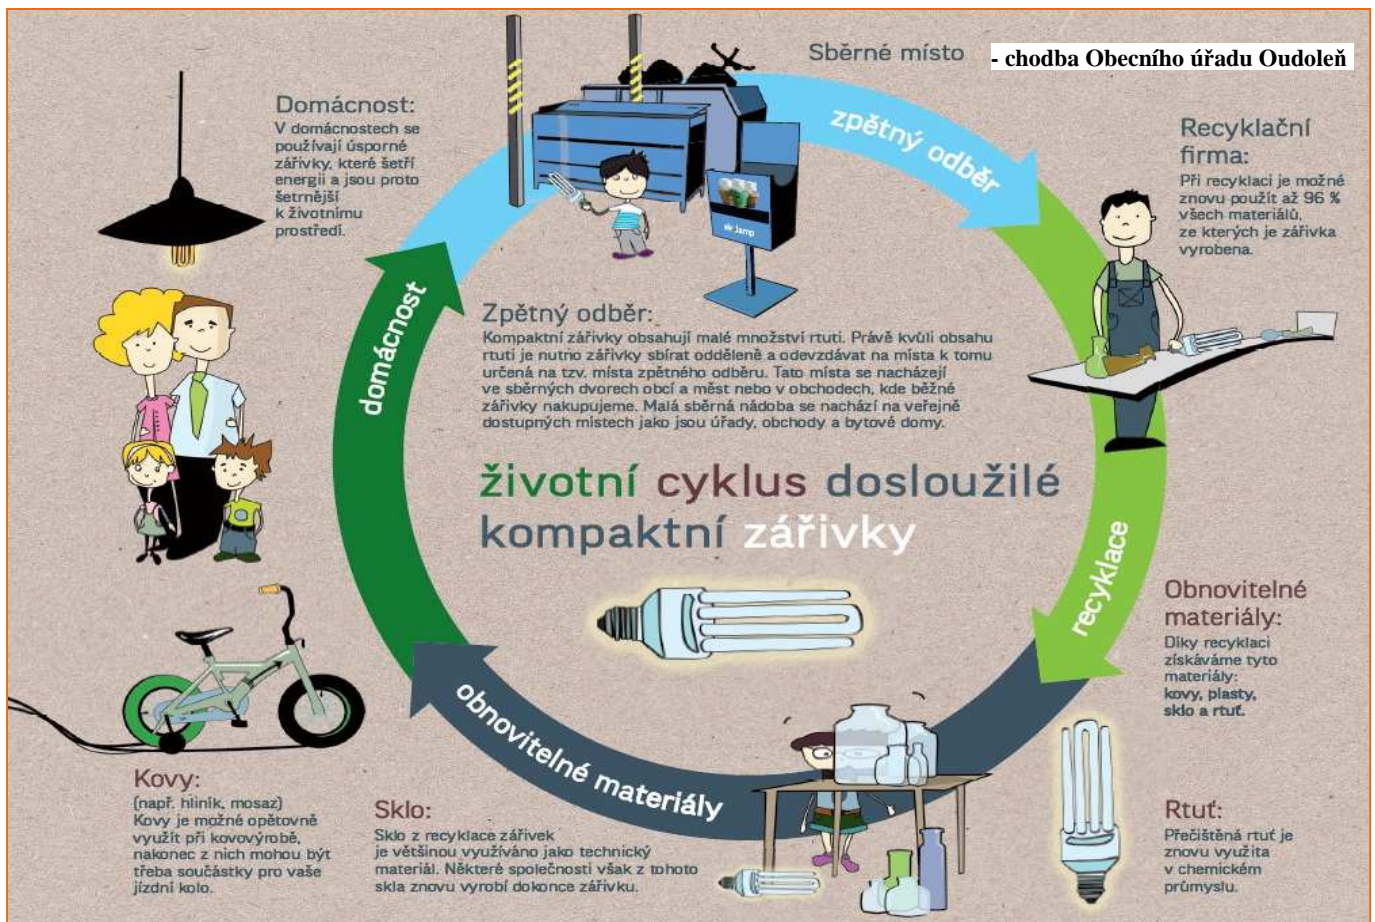 Sběrné místo - chodba Obecního úřadu Oudoleň
Domácnost:
V domácnostech se
používají úsporné
zářivky, které šetří
energii a jsou proto
šetrnější
k životnímu
prostředí.
zpětný odběr
Recyklační
firma:
Při recyklaci je možné
znovu použít až 96 %
všech materiálů,
ze kterých je zářivka
vyrobena.
domácnost
Zpětný odběr:
Kompaktní zářivky obsahují malé množství rtuti. Právě kvůli obsahu
rtuti je nutno zářivky sbírat odděleně a odevzdávat na místa k tomu
určená na tzv. místa zpětného odběru. Tato místa se nacházejí
ve sběrných dvorech obcí a měst nebo v obchodech, kde běžně
zářivky nakupujeme. Malá sběrná nádoba se nachází na veřejně
dostupných místech jako jsou úřady, obchody a bytové domy.
životní cyklus dosloužilé
kompaktní zářivky
recyklace
Obnovitelné
materiály:
Díky recyklaci
získáváme tyto
materiály:
kovy, plasty,
sklo a rtuť.
obnovitelné materiály
Kovy:
(např. hliník, mosaz)
Kovy je možné opětovně
využít při kovovýrobě,
nakonec z nich mohou být
třeba součástky pro vaše
jízdní kolo.
Sklo:
Sklo z recyklace zářivek
je většinou využíváno jako technický
materiál. Některé společnosti však z tohoto
skla znovu vyrobí dokonce zářivku.
Rtuť:
Přečištěná rtuť je
znovu využita
v chemickém
průmyslu.